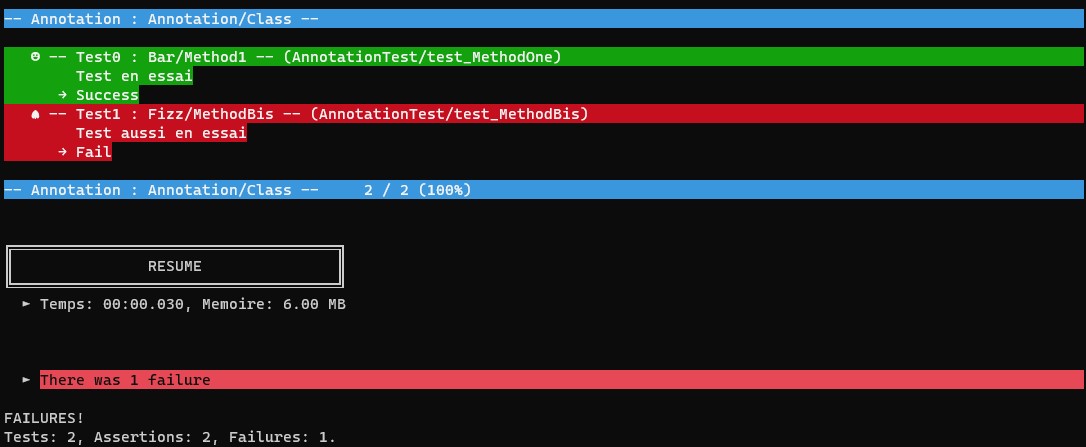 -- Annotation : Annotation/Class --
☻ -- Test0 : Bar/Method1 -- (AnnotationTest/test_MethodOne)
Test en essai
→ Success
-- Test1 : Fizz/MethodBis -- (AnnotationTest/test_MethodBis)
Test aussi en essai
→ Fail
-- Annotation : Annotation/Class -- 2 / 2 (100%)
RESUME
► Temps: 00:00.030, Memoire: 6.00 MB
► There was 1 failure
FAILURES!
Tests: 2, Assertions: 2, Failures: 1.